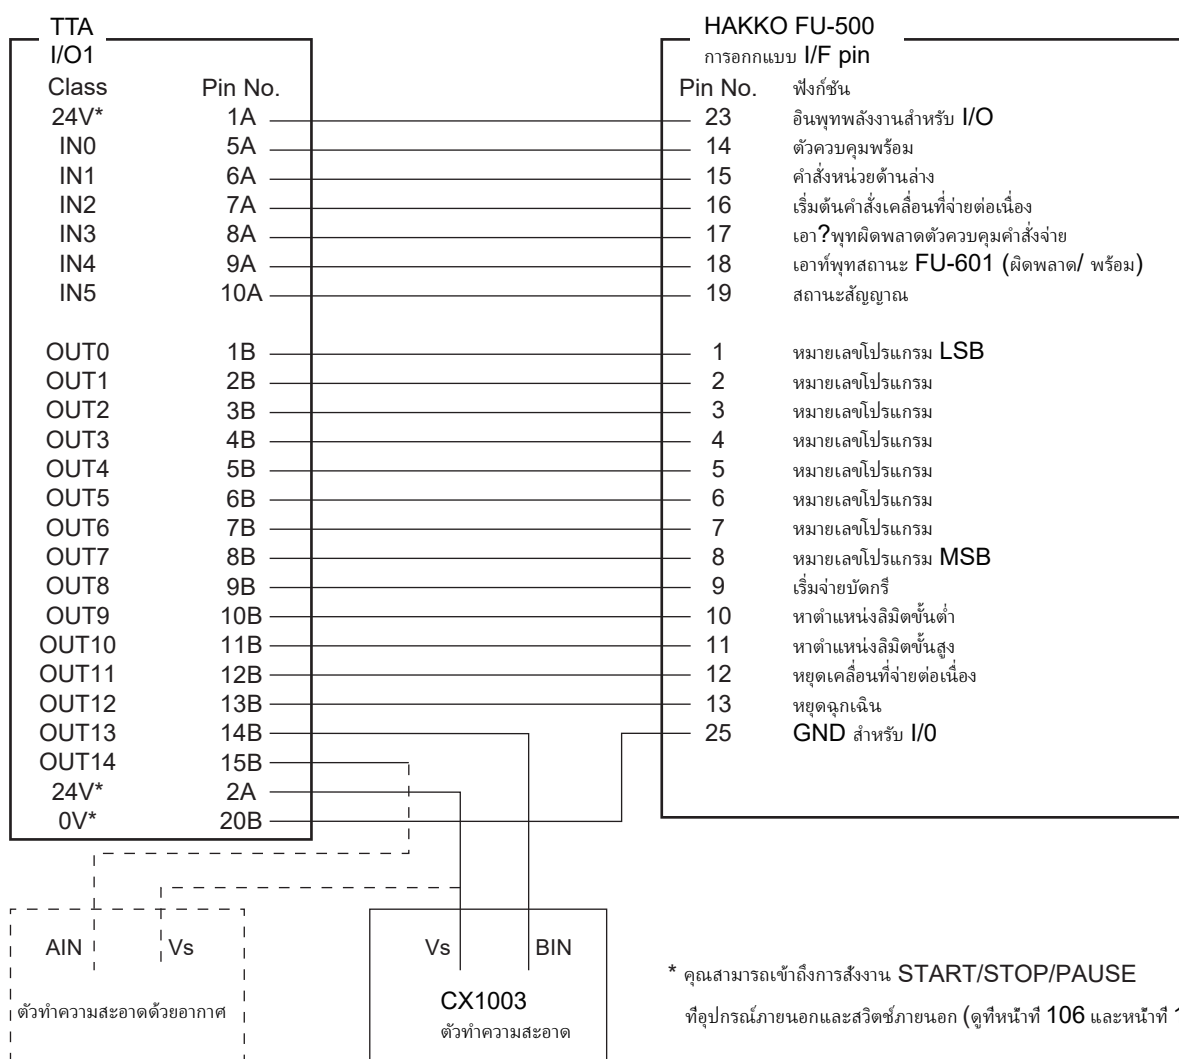 TTA
I/O1
HAKKO FU-500
การอกกแบบ I/F pin
Class Pin No. Pin No. ฟังก์ชัน
24V* 1A 23 อินพุทพลังงานสำหรับ I/O
IN0 5A 14 ตัวควบคุมพร้อม
IN1 6A 15 คำสั่งหน่วยด้านล่าง
IN2 7A 16 เริ่มต้นคำสั่งเคลื่อนที่จ่ายต่อเนื่อง
IN3 8A 17 เอา?พุทผิดพลาดตัวควบคุมคำสั่งจ่าย
IN4 9A 18 เอาท์พุทสถานะ FU-601 (ผิดพลาด/ พร้อม)
IN5 10A 19 สถานะสัญญาณ
OUT0 1B 1 หมายเลขโปรแกรม LSB
OUT1 2B 2 หมายเลขโปรแกรม
OUT2 3B 3 หมายเลขโปรแกรม
OUT3 4B 4 หมายเลขโปรแกรม
OUT4 5B 5 หมายเลขโปรแกรม
OUT5 6B 6 หมายเลขโปรแกรม
OUT6 7B 7 หมายเลขโปรแกรม
OUT7 8B 8 หมายเลขโปรแกรม MSB
OUT8 9B 9 เริ่มจ่ายบัดกรี
OUT9 10B 10 หาตำแหน่งลิมิตขั้นต่ำ
OUT10 11B 11 หาตำแหน่งลิมิตขั้นสูง
OUT11 12B 12 หยุดเคลื่อนที่จ่ายต่อเนื่อง
OUT12 13B 13 หยุดฉุกเฉิน
OUT13 14B 25 GND สำหรับ I/0
OUT14 15B
24V* 2A
0V* 20B
AIN Vs
ตัวทำความสะอาดด้วยอากาศ
Vs BIN
CX1003
ตัวทำความสะอาด
* คุณสามารถเข้าถึงการสั่งงาน START/STOP/PAUSE
ที่อุปกรณ์ภายนอกและสวิตช์ภายนอก (ดูที่หน้าที่ 106 และหน้าที่